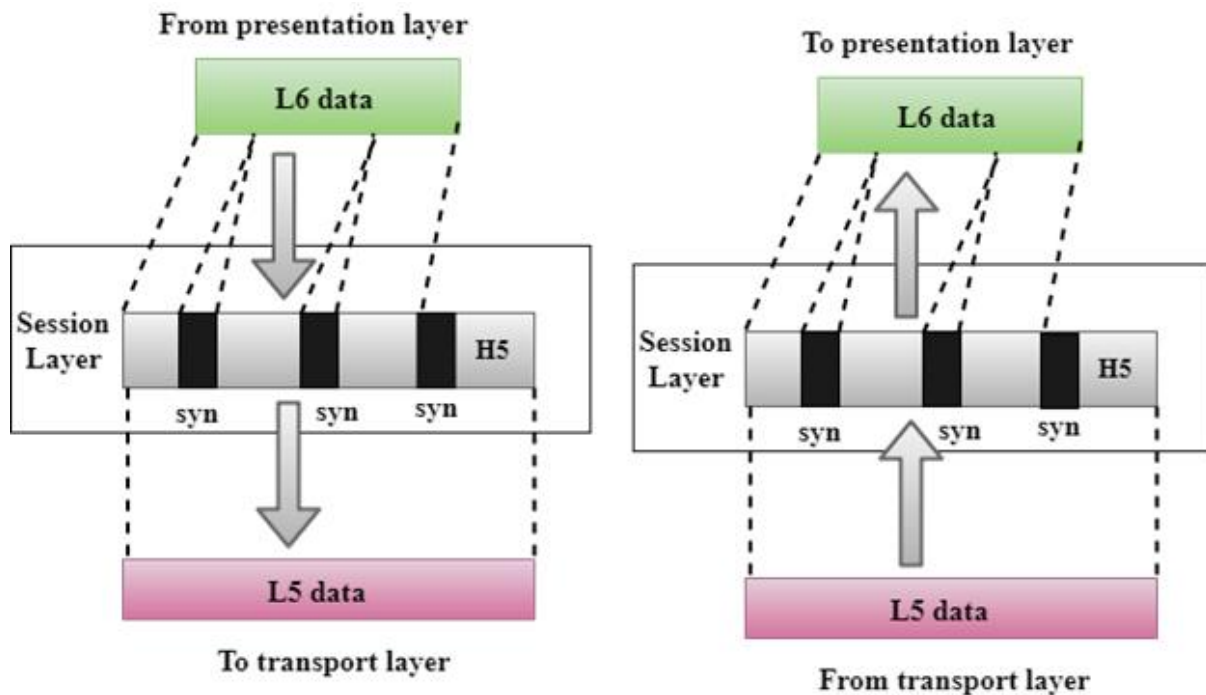 From presentation layer
L6 data
Session
Layer
H5
syn
syn
syn
L5 data
To transport layer
To presentation layer
L6 data
Session
Layer
H5
syn
syn
syn
L5 data
From transport layer